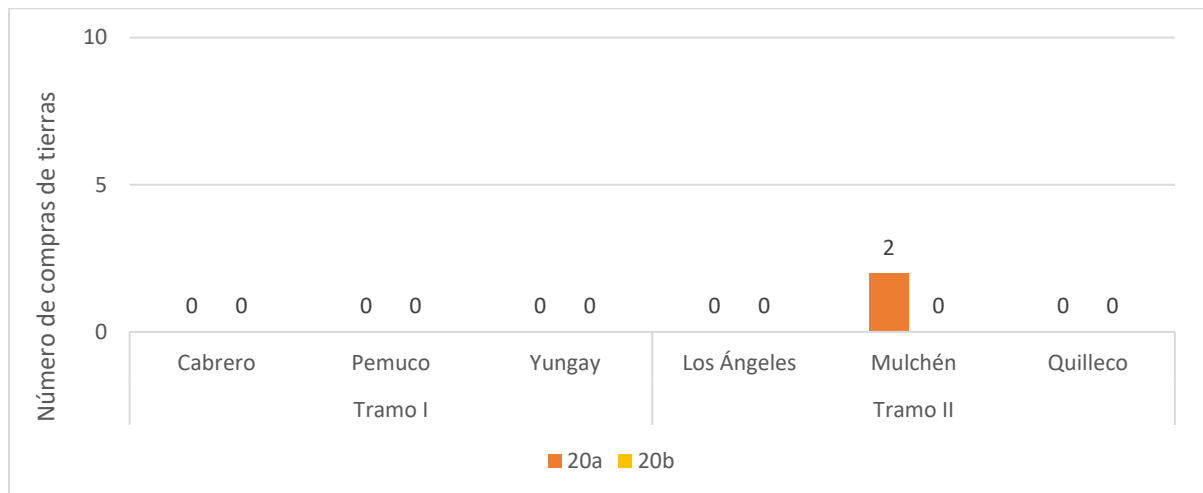 Número de compras de tierras
10
5
0
0 0 0 0 0 0 0 0 2 0 0 0
Cabrero Pemuco Yungay Los Ángeles Mulchén Quilleco
Tramo I Tramo II
20a 20b